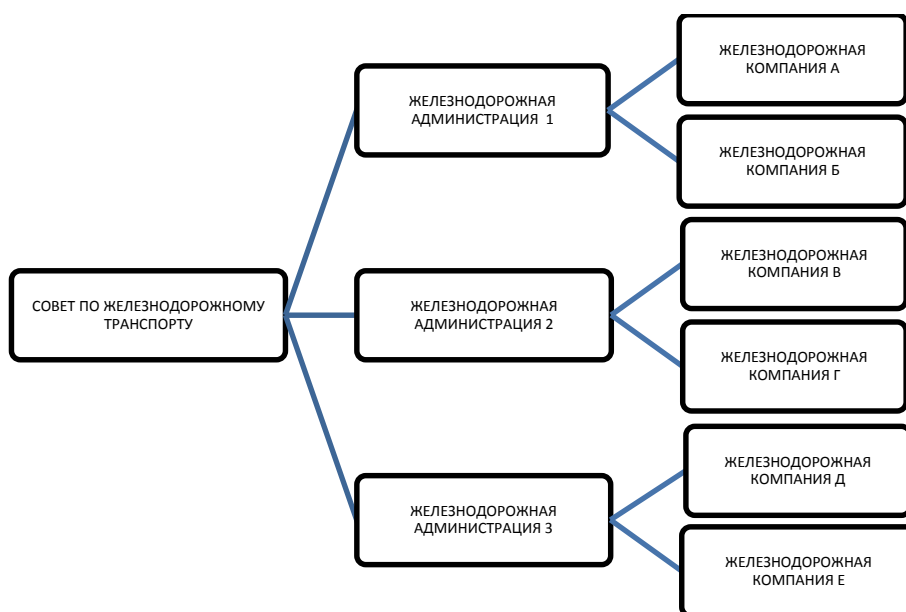 ЖЕЛЕЗНОДОРОЖНАЯ
КОМПАНИЯ А
ЖЕЛЕЗНОДОРОЖНАЯ
АДМИНИСТРАЦИЯ 1
ЖЕЛЕЗНОДОРОЖНАЯ
КОМПАНИЯ Б
ЖЕЛЕЗНОДОРОЖНАЯ
КОМПАНИЯ В
СОВЕТ ПО ЖЕЛЕЗНОДОРОЖНОМУ
ТРАНСПОРТУ
ЖЕЛЕЗНОДОРОЖНАЯ
АДМИНИСТРАЦИЯ 2
ЖЕЛЕЗНОДОРОЖНАЯ
КОМПАНИЯ Г
ЖЕЛЕЗНОДОРОЖНАЯ
КОМПАНИЯ Д
ЖЕЛЕЗНОДОРОЖНАЯ
АДМИНИСТРАЦИЯ 3
ЖЕЛЕЗНОДОРОЖНАЯ
КОМПАНИЯ Е